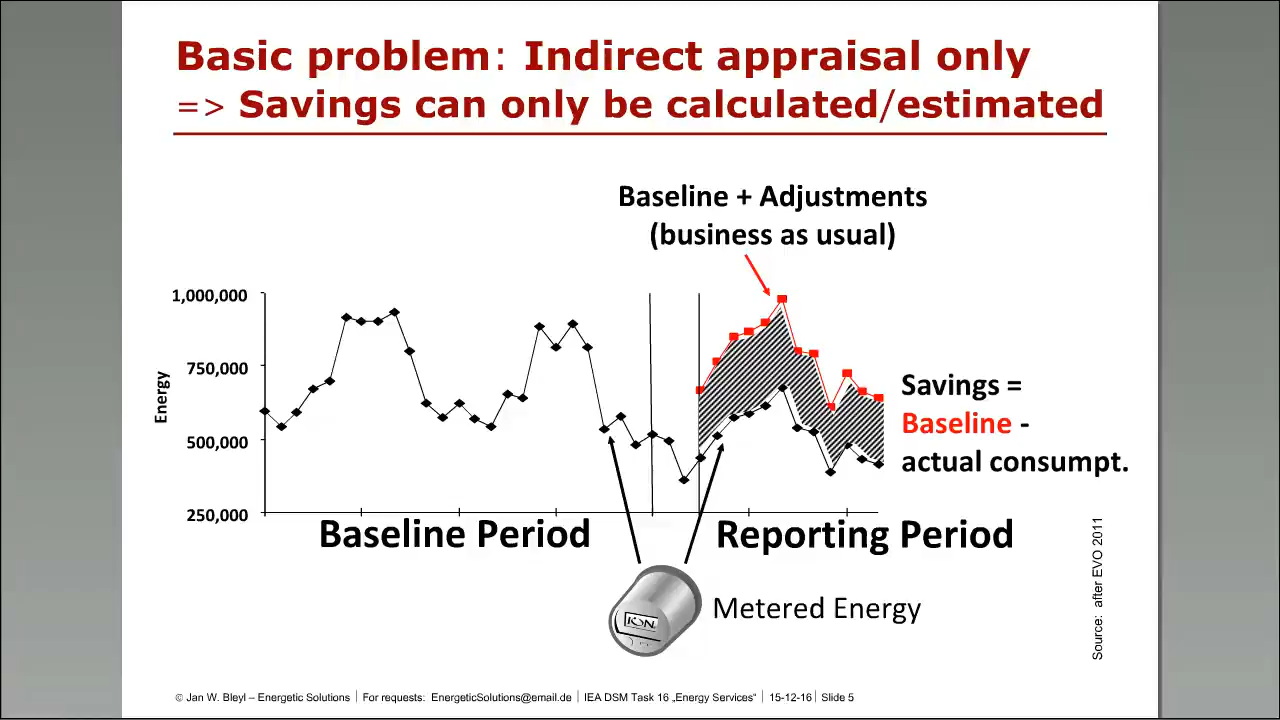 Basic problem: Indirect appraisal only
=> Savings can only be calculated/estimated
Baseline + Adjustments
(business as usual)
1,000,000
750,000
500,000
250,000
Energy
Savings =
Baseline -
actual consumpt.
Baseline Period
Reporting Period
ION
Metered Energy
Source: after EVO 2011
© Jan W. Bleyl – Energetic Solutions | For requests: EnergeticSolutions@email.de | IEA DSM Task 16 „Energy Services“ | 15-12-16 | Slide 5